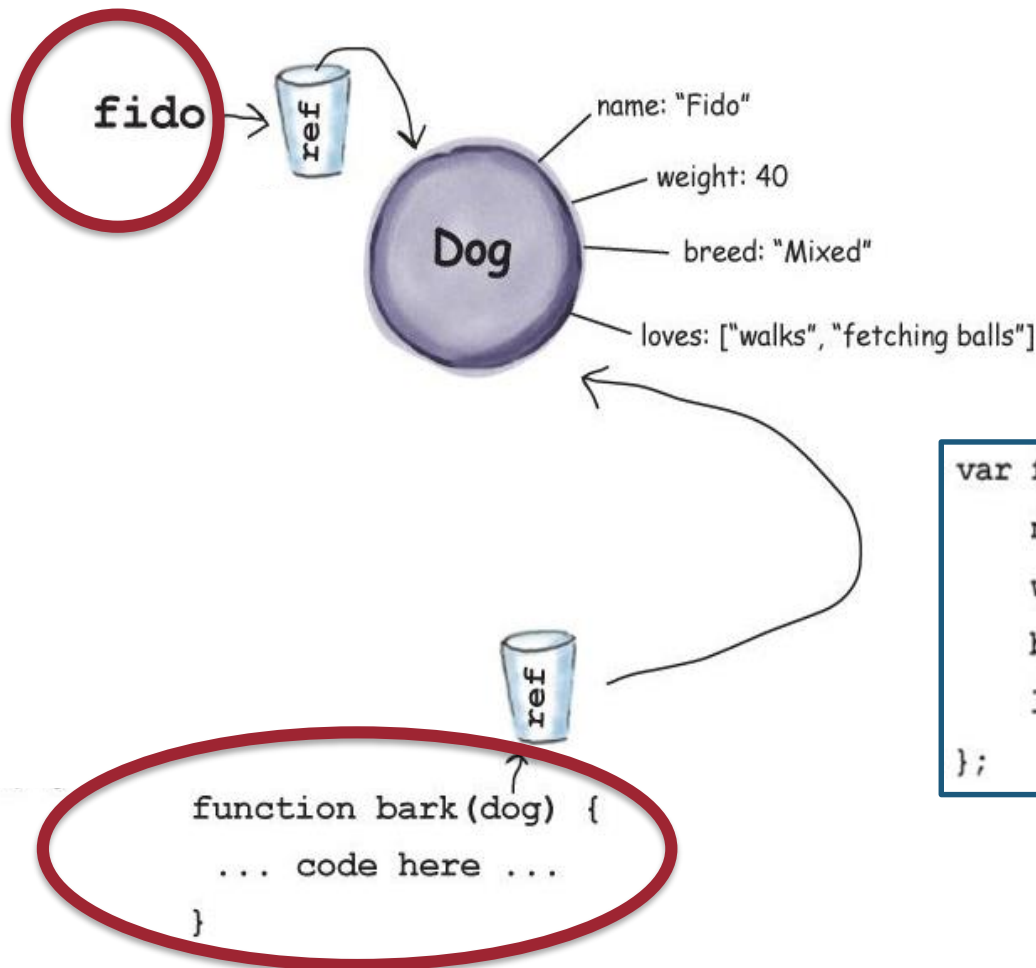 fido
ref
name: “Fido”
weight: 40
Dog
breed: “Mixed”
loves: [“walks”, “fetching balls”]
var
};
ref
function bark(dog) {
... code here ...
}